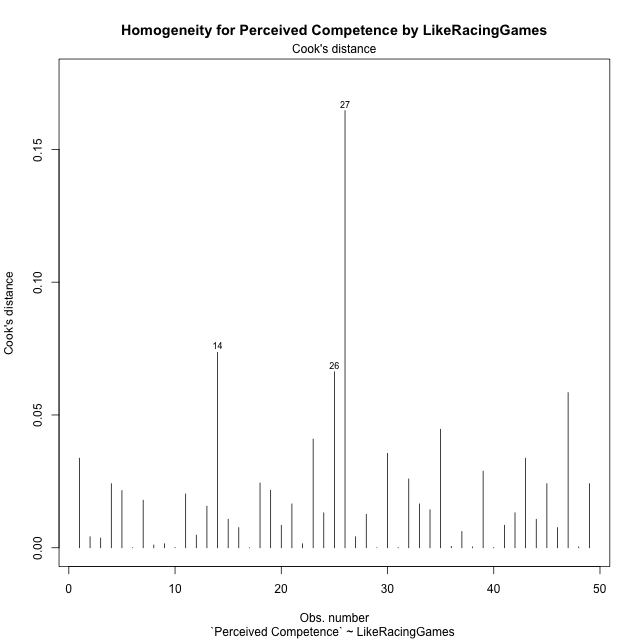 Homogeneity for Perceived Competence by LikeRacingGames
Cook's distance
27
0.15
0.10
14
26
0.05
0.00
Cook's distance
0 10 20 30 40 50
Obs. number
`Perceived Competence` ~ LikeRacingGames